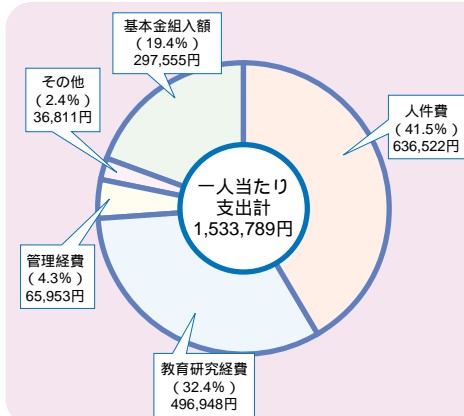 基本金組入額
(19.4%)
297,555円
その他
(2.4%)
36,811円
人件費
(41.5%)
636,522円
一人当たり
支出計
1,533,789円
管理経費
(4.3%)
65,953円
教育研究経費
(32.4%)
496,948円